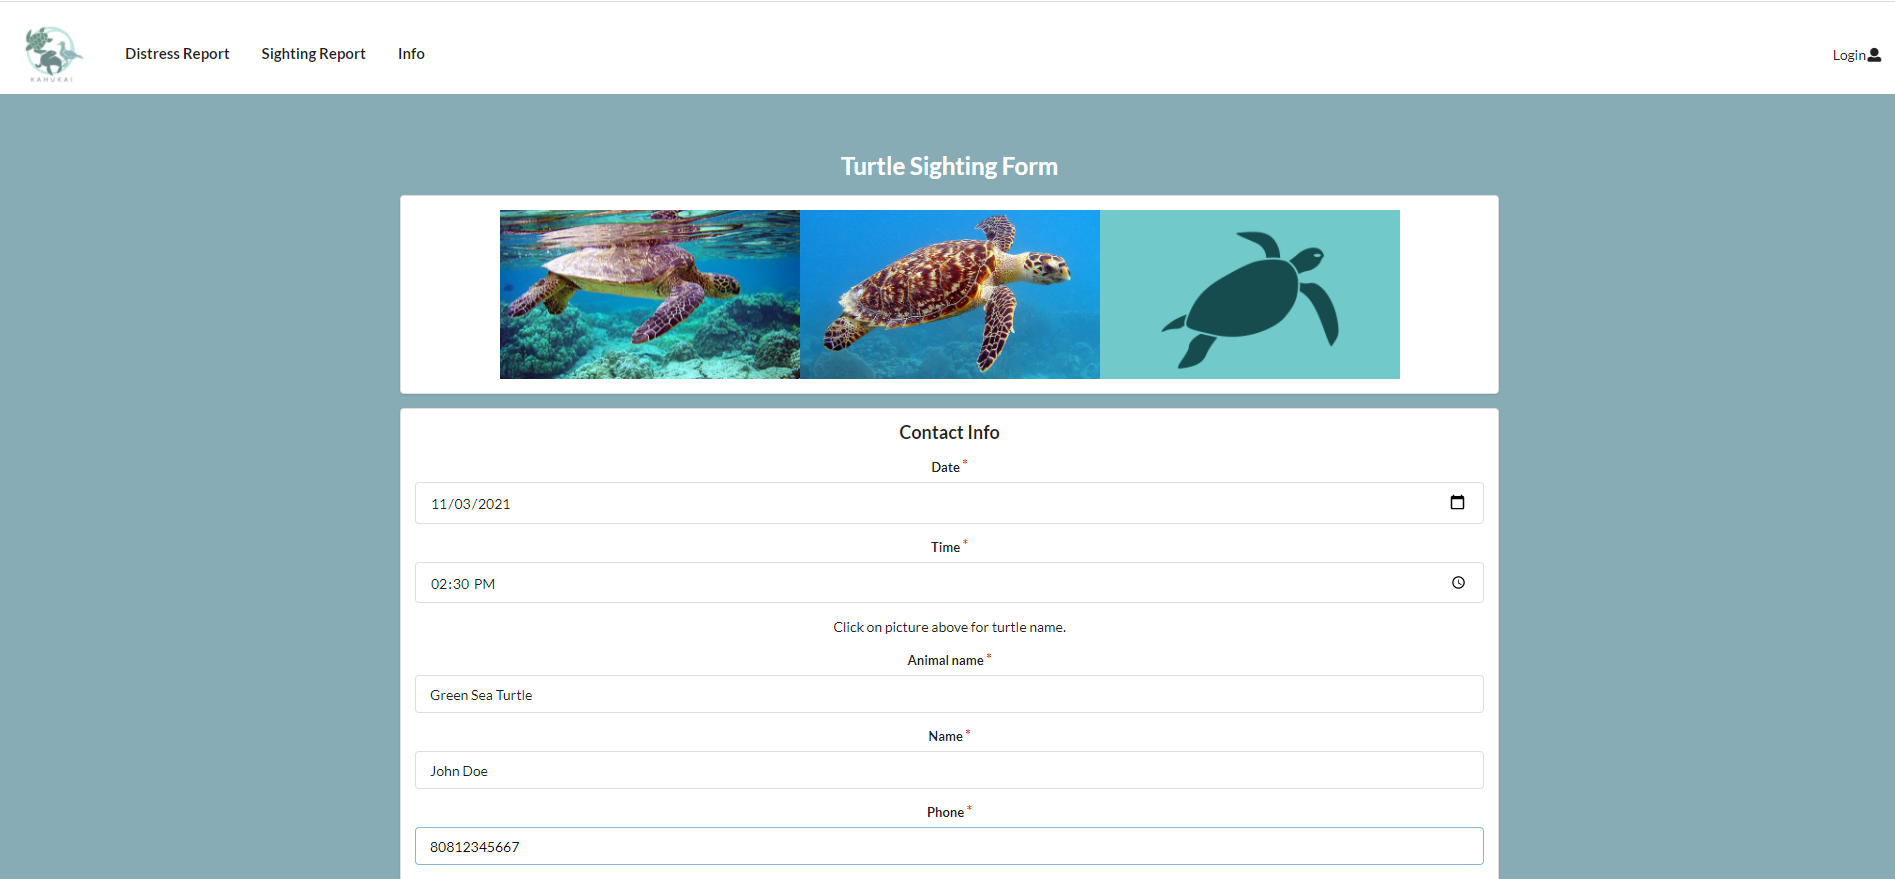 KAHUKAI
Distress Report
Sighting Report
Info
Login
Turtle Sighting Form
Contact Info
Date*
11/03/2021
Time*
02:30 PM
Click on picture above for turtle name.
Animal name*
Green Sea Turtle
Name*
John Doe
Phone*
80812345667